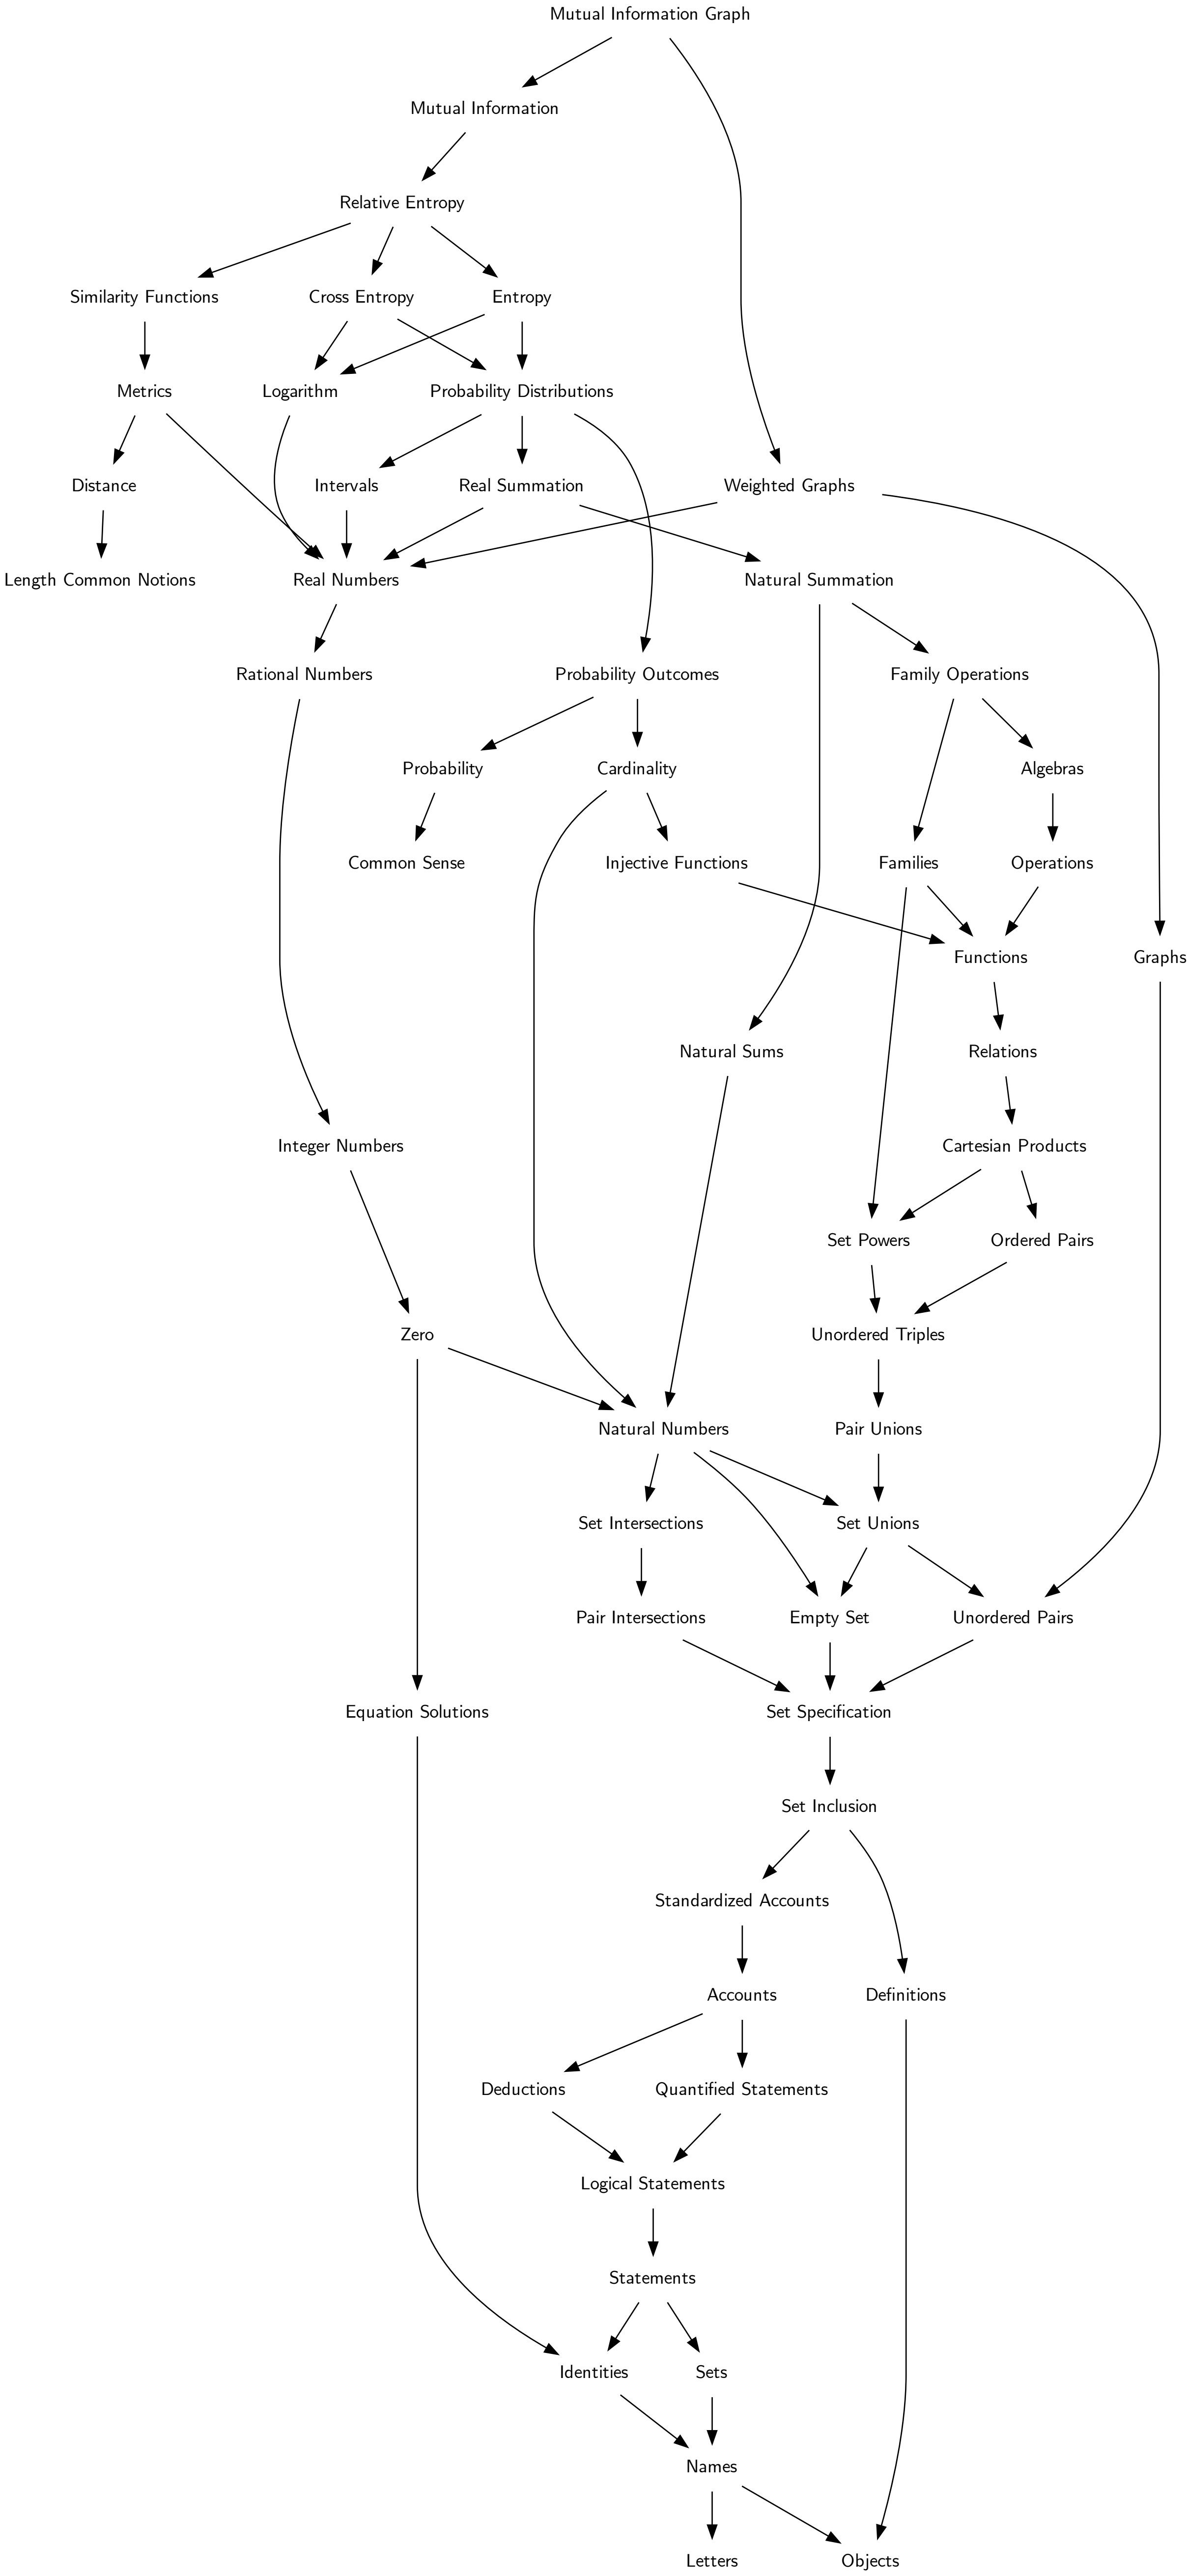 Mutual Information Graph
Mutual Information
Relative Entropy
Similarity Functions
Cross Entropy
Entropy
Metrics
Logarithm
Probability Distributions
Distance
Intervals
Real Summation
Weighted Graphs
Length Common Notions
Real Numbers
Natural Summation
Rational Numbers
Probability Outcomes
Family Operations
Probability
Cardinality
Algebras
Common Sense
Injective Functions
Families
Operations
Functions
Graphs
Natural Sums
Relations
Integer Numbers
Cartesian Products
Set Powers
Ordered Pairs
Zero
Unordered Triples
Natural Numbers
Pair Unions
Set Intersections
Set Unions
Pair Intersections
Empty Set
Unordered Pairs
Equation Solutions
Set Specification
Set Inclusion
Standardized Accounts
Accounts
Definitions
Deductions
Quantified Statements
Logical Statements
Statements
Identities
Sets
Names
Letters
Objects